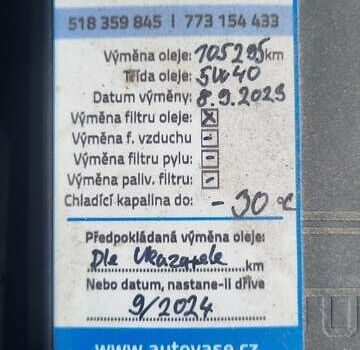 518 359 845 | 773 154 433
Výměna oleje: 105295 km
Třída oleje: 5W40
Datum výměny: 8.9.2023
Výměna filtru oleje: X
Výměna f. vzduchu -
Výměna filtru pylu: -
Výměna paliv. filtru: -
Chladící kapalina do: -30 °C
Předpokládaná výměna oleje:
Dle Ukazatele km
Nebo datum, nastane-li dříve
9/2024
www.autovase.cz